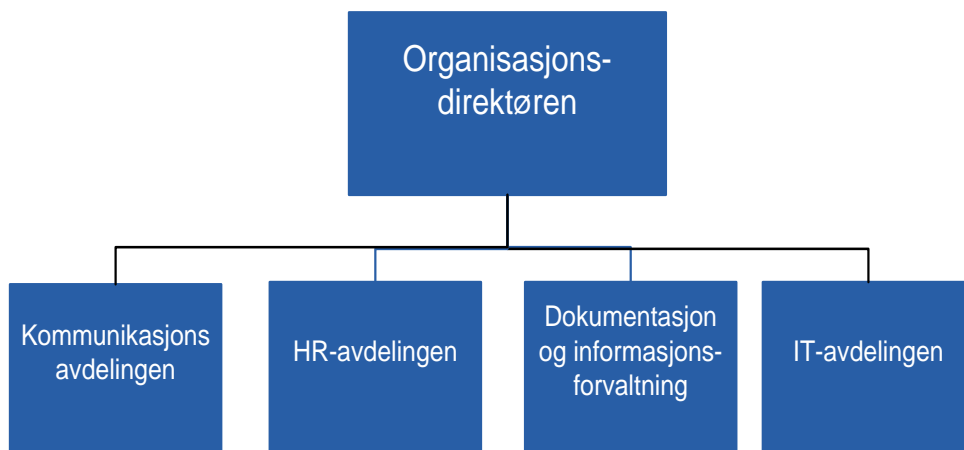 Organisasjons-
direktøren
Kommunikasjons
avdelingen
HR-avdelingen
Dokumentasjon
og informasjons-
forvaltning
IT-avdelingen